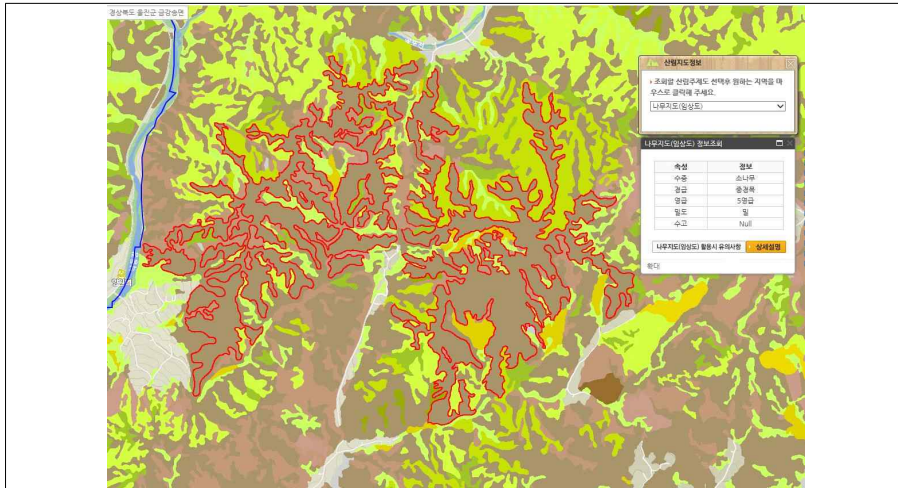 경상북도 울진군 금강송면
산림지도정보
조회할 산림주제도 선택후 원하는 지역을 마
우스로 클릭해 주세요.
나무지도(임상도)
나무지도(임상도) 정보조회
속성 정보
수종 소나무
경급 중경목
영급 5영급
밀도 밀
수고 Null
나무지도(임상도) 활용시 유의사항 상세설명
확대